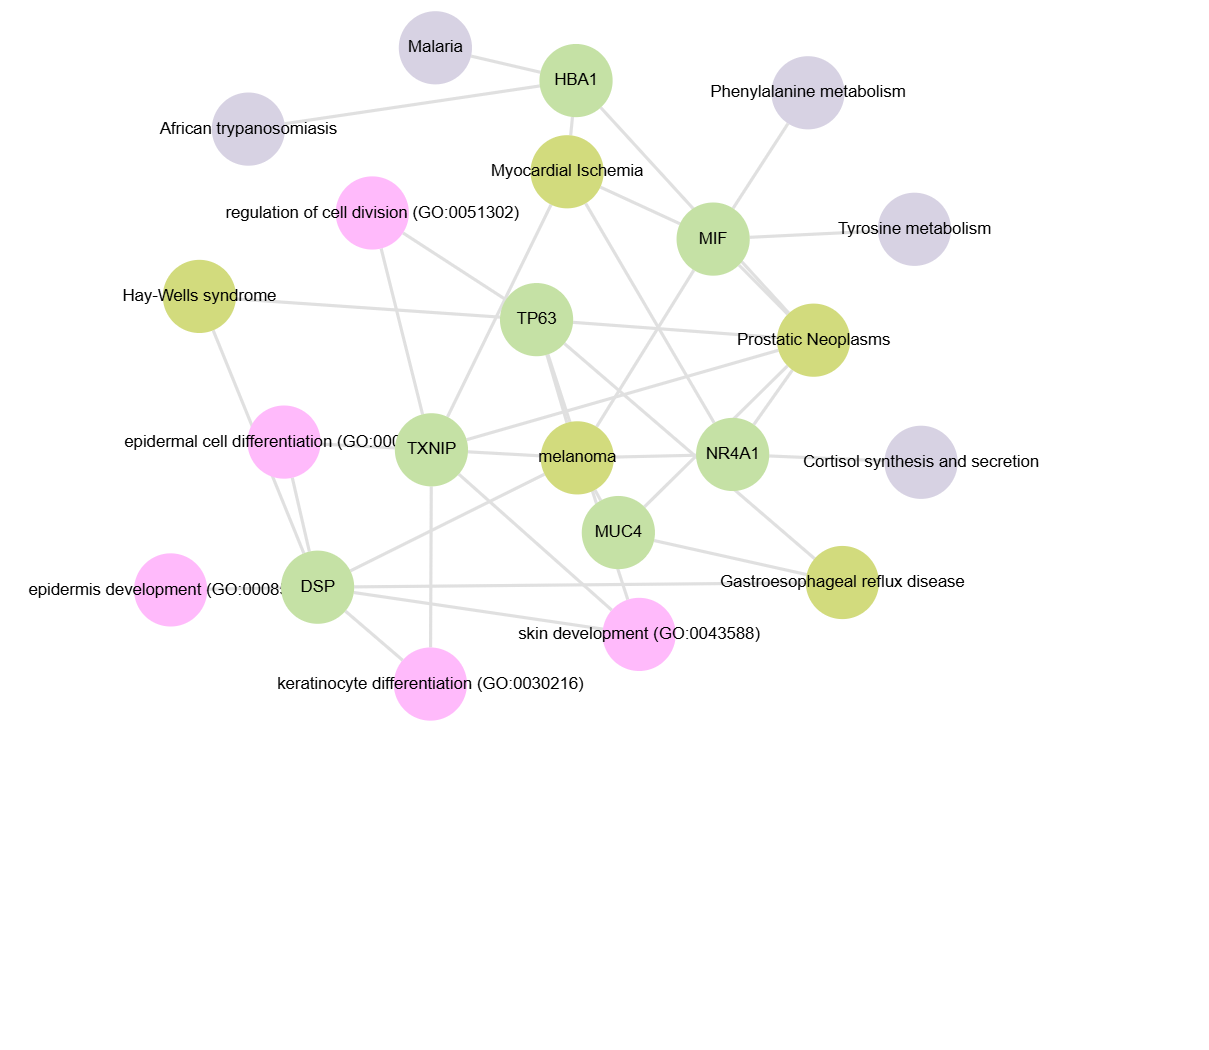 Malaria
HBA1
Phenylalanine metabolism
African trypanosomiasis
Myocardial Ischemia
regulation of cell division (GO:0051302)
Tyrosine metabolism
MIF
Hay-Wells syndrome
TP63
Prostatic Neoplasms
epidermal cell differentiation (GO:000
TXNIP
melanoma
NR4A1
Cortisol synthesis and secretion
MUC4
Gastroesophageal reflux disease
epidermis development (GO:0008
DSP
skin development (GO:0043588)
keratinocyte differentiation (GO:0030216)